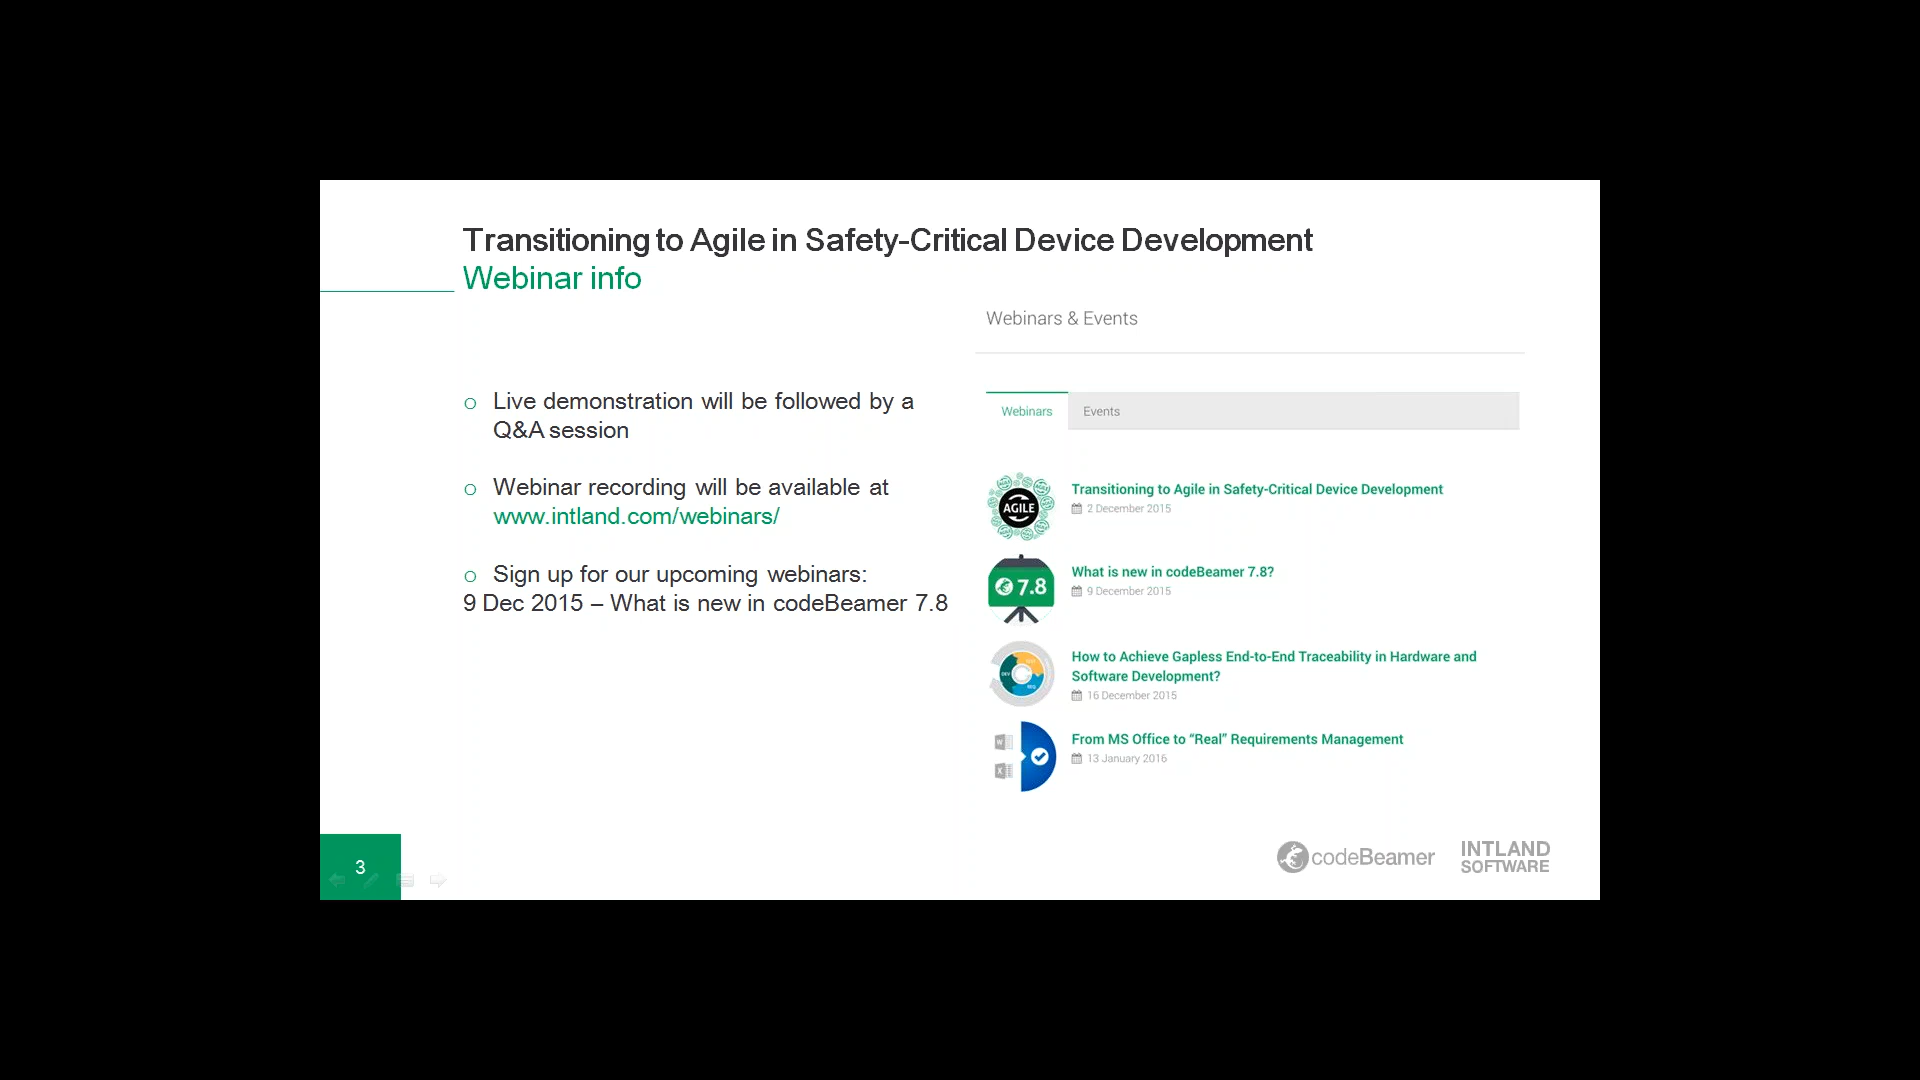 Transitioning to Agile in Safety-Critical Device Development
Webinar info
Live demonstration will be followed by a
Q&A session
Webinar recording will be available at
www.intland.com/webinars/
Sign up for our upcoming webinars:
9 Dec 2015 – What is new in codeBeamer 7.8
Webinars & Events
Webinars
Events
AGILE
Transitioning to Agile in Safety-Critical Device Development
2 December 2015
7.8
What is new in codeBeamer 7.8?
9 December 2015
How to Achieve Gapless End-to-End Traceability in Hardware and
Software Development?
16 December 2015
From MS Office to “Real” Requirements Management
13 January 2016
3
codeBeamer
INTLAND
SOFTWARE